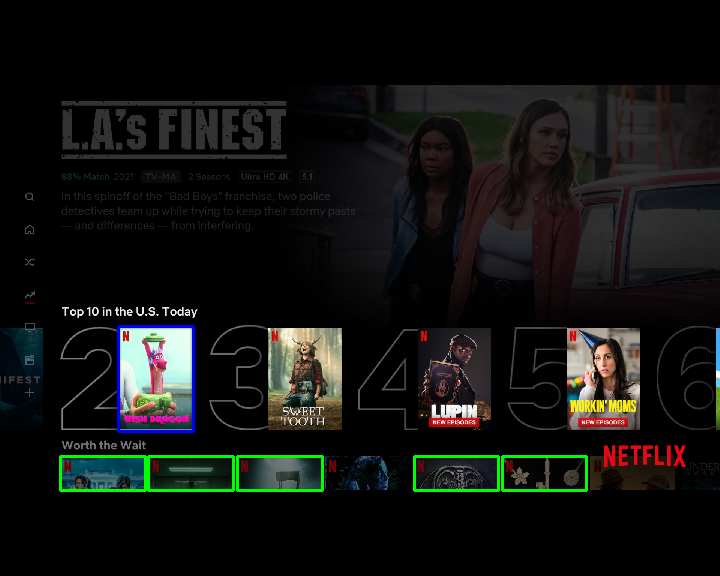 L.A.'s FINEST
98% Match 2021 TV-MA 2 Seasons Ultra HD 4K 5.1
In this spinoff of the "Bad Boys" franchise, two police
detectives team up while trying to keep their stormy pasts
— and differences — from interfering.
Top 10 in the U.S. Today
IFEST
2 3 4 5 6
N N N N
WISH DRAGON
SWEET
TOOTH
LUPIN
NEW EPISODES
WORKIN' MOMS
NEW EPISODES
Worth the Wait
NETFLIX
N N N N N N